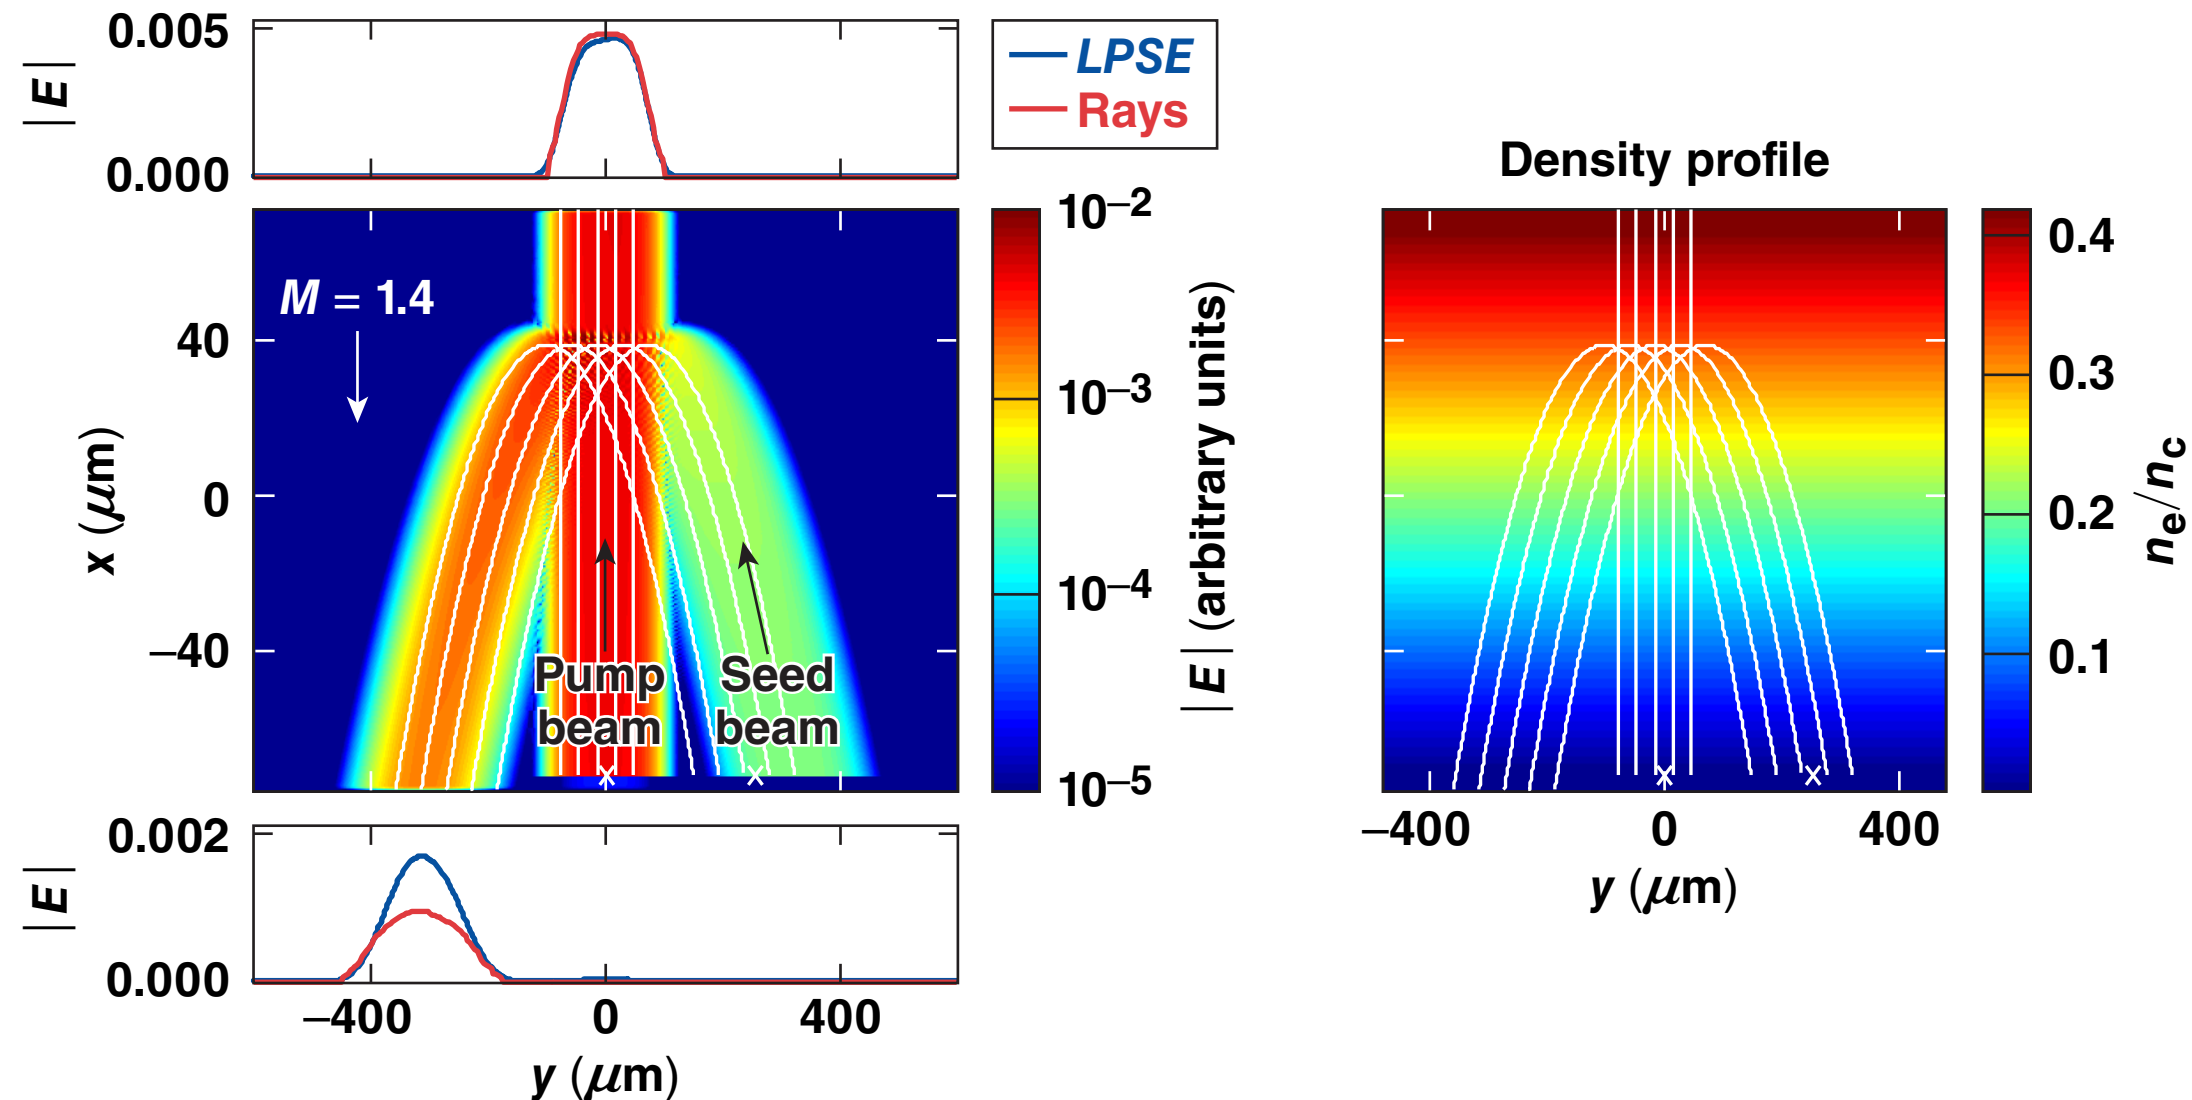 0.005
|E|
0.000
LPSE
Rays
M = 1.4
40
0
–40
x (μm)
Pump
beam
Seed
beam
10–2
10–3
10–4
10–5
|E| (arbitrary units)
0.002
|E|
0.000
–400 0 400
y (μm)
Density profile
0.4
0.3
0.2
0.1
ne/nc
–400 0 400
y (μm)